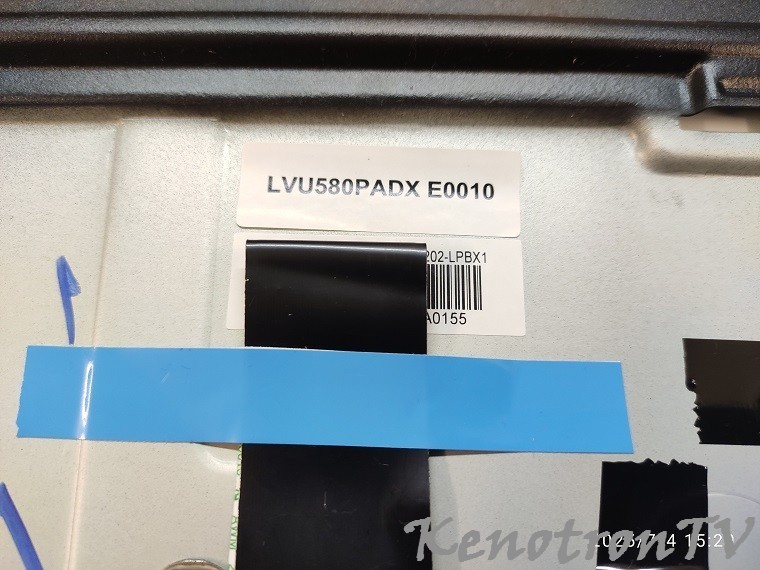 LVU580PADX E0010
202-LPBX1
A0155
KenotronTV